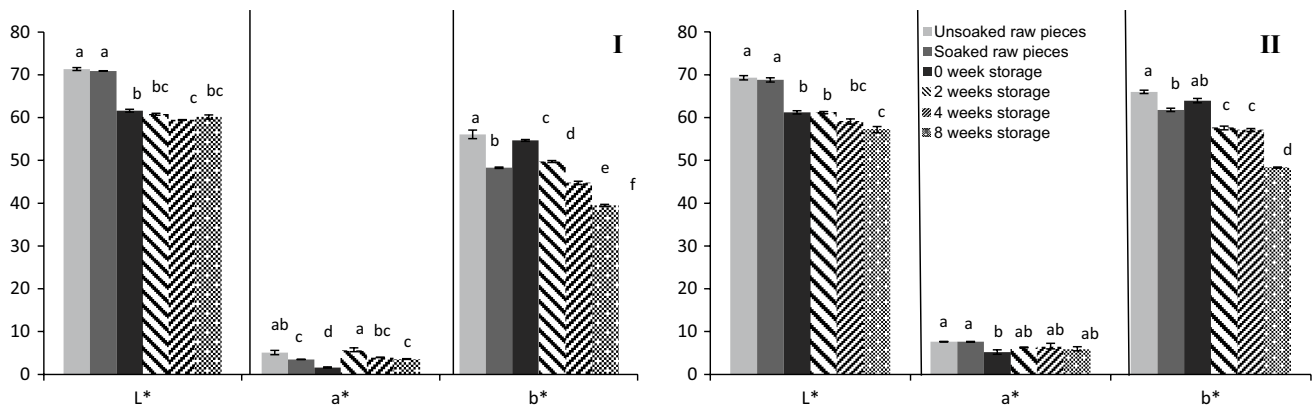 80
70
60
50
40
30
20
10
0
I
a a b bc c bc
ab c d a bc c
a b c d e f
L* a* b*
80
70
60
50
40
30
20
10
0
II
Unsoaked raw pieces
Soaked raw pieces
0 week storage
2 weeks storage
4 weeks storage
8 weeks storage
a a b b bc c
a a b ab ab ab
a b ab c c d
L* a* b*